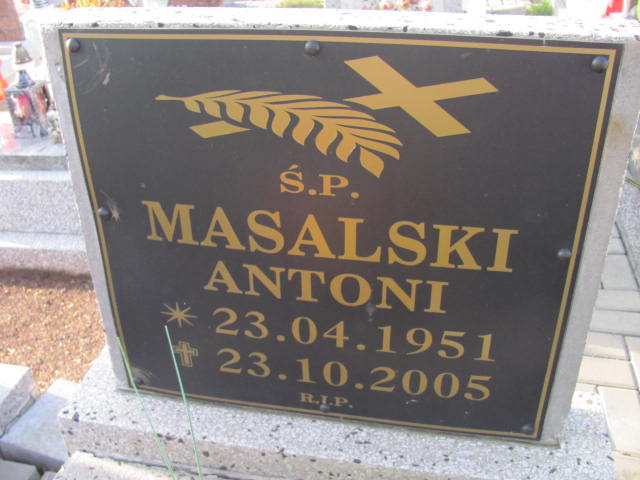 Ś.P.
MASALSKI
ANTONI
23.04.1951
23.10.2005
R.I.P.